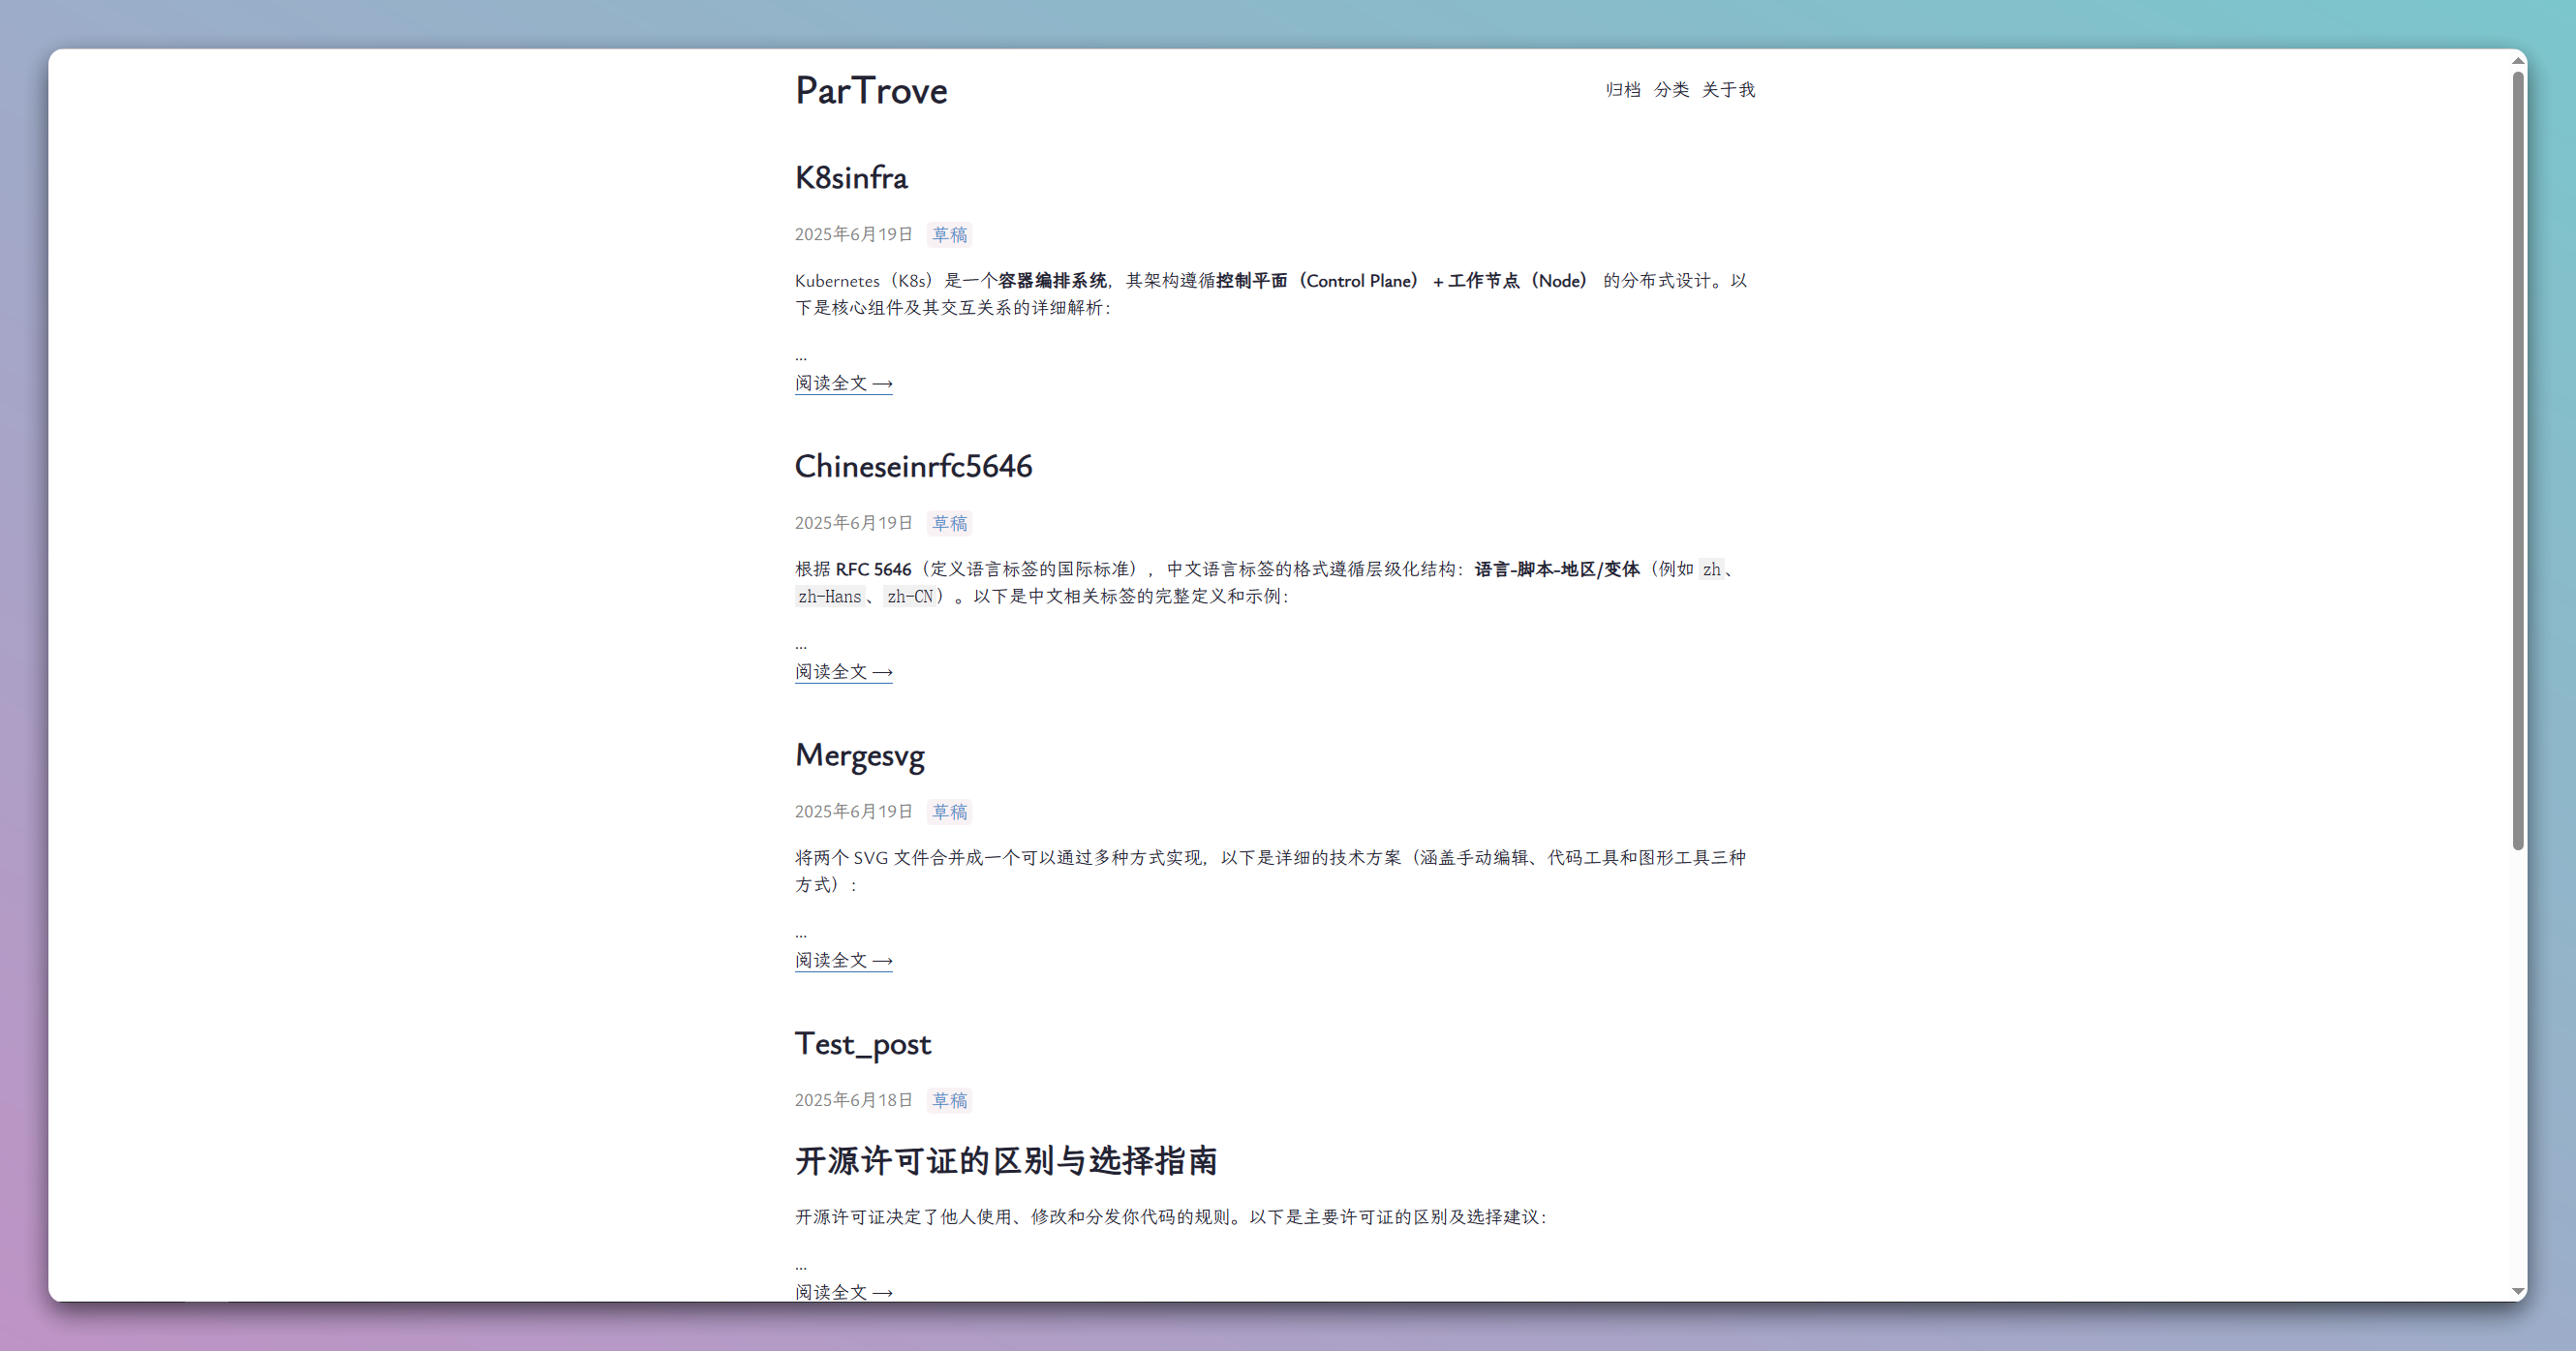 ParTrove
归档 分类 关于我
K8sinfra
2025年6月19日 草稿
Kubernetes（K8s）是一个容器编排系统，其架构遵循控制平面（Control Plane） + 工作节点（Node） 的分布式设计。以
下是核心组件及其交互关系的详细解析：
...
阅读全文 ⟶
Chineseinrfc5646
2025年6月19日 草稿
根据 RFC 5646（定义语言标签的国际标准），中文语言标签的格式遵循层级化结构：语言-脚本-地区/变体（例如 zh、
zh-Hans、zh-CN）。以下是中文相关标签的完整定义和示例：
...
阅读全文 ⟶
Mergesvg
2025年6月19日 草稿
将两个 SVG 文件合并成一个可以通过多种方式实现，以下是详细的技术方案（涵盖手动编辑、代码工具和图形工具三种
方式）：
...
阅读全文 ⟶
Test_post
2025年6月18日 草稿
开源许可证的区别与选择指南
开源许可证决定了他人使用、修改和分发你代码的规则。以下是主要许可证的区别及选择建议：
...
阅读全文 ⟶